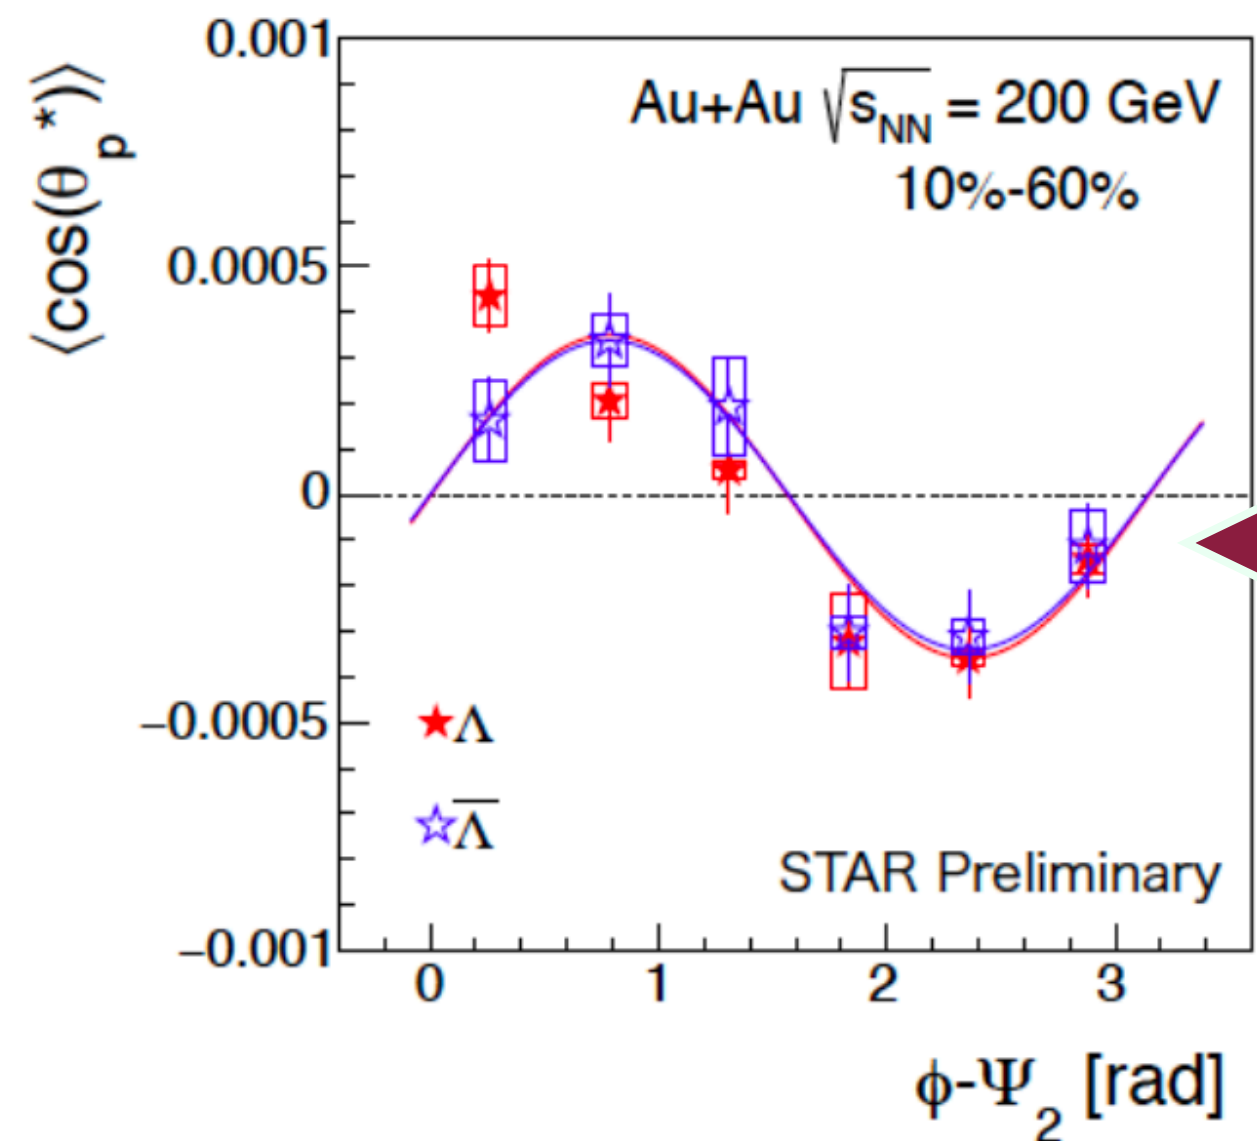 ⟨cos(θp*)⟩
0.001
Au+Au √sNN = 200 GeV
10%-60%
0.0005
0
−0.0005
Λ
Λ̅
STAR Preliminary
−0.001
0 1 2 3
ϕ-Ψ2 [rad]